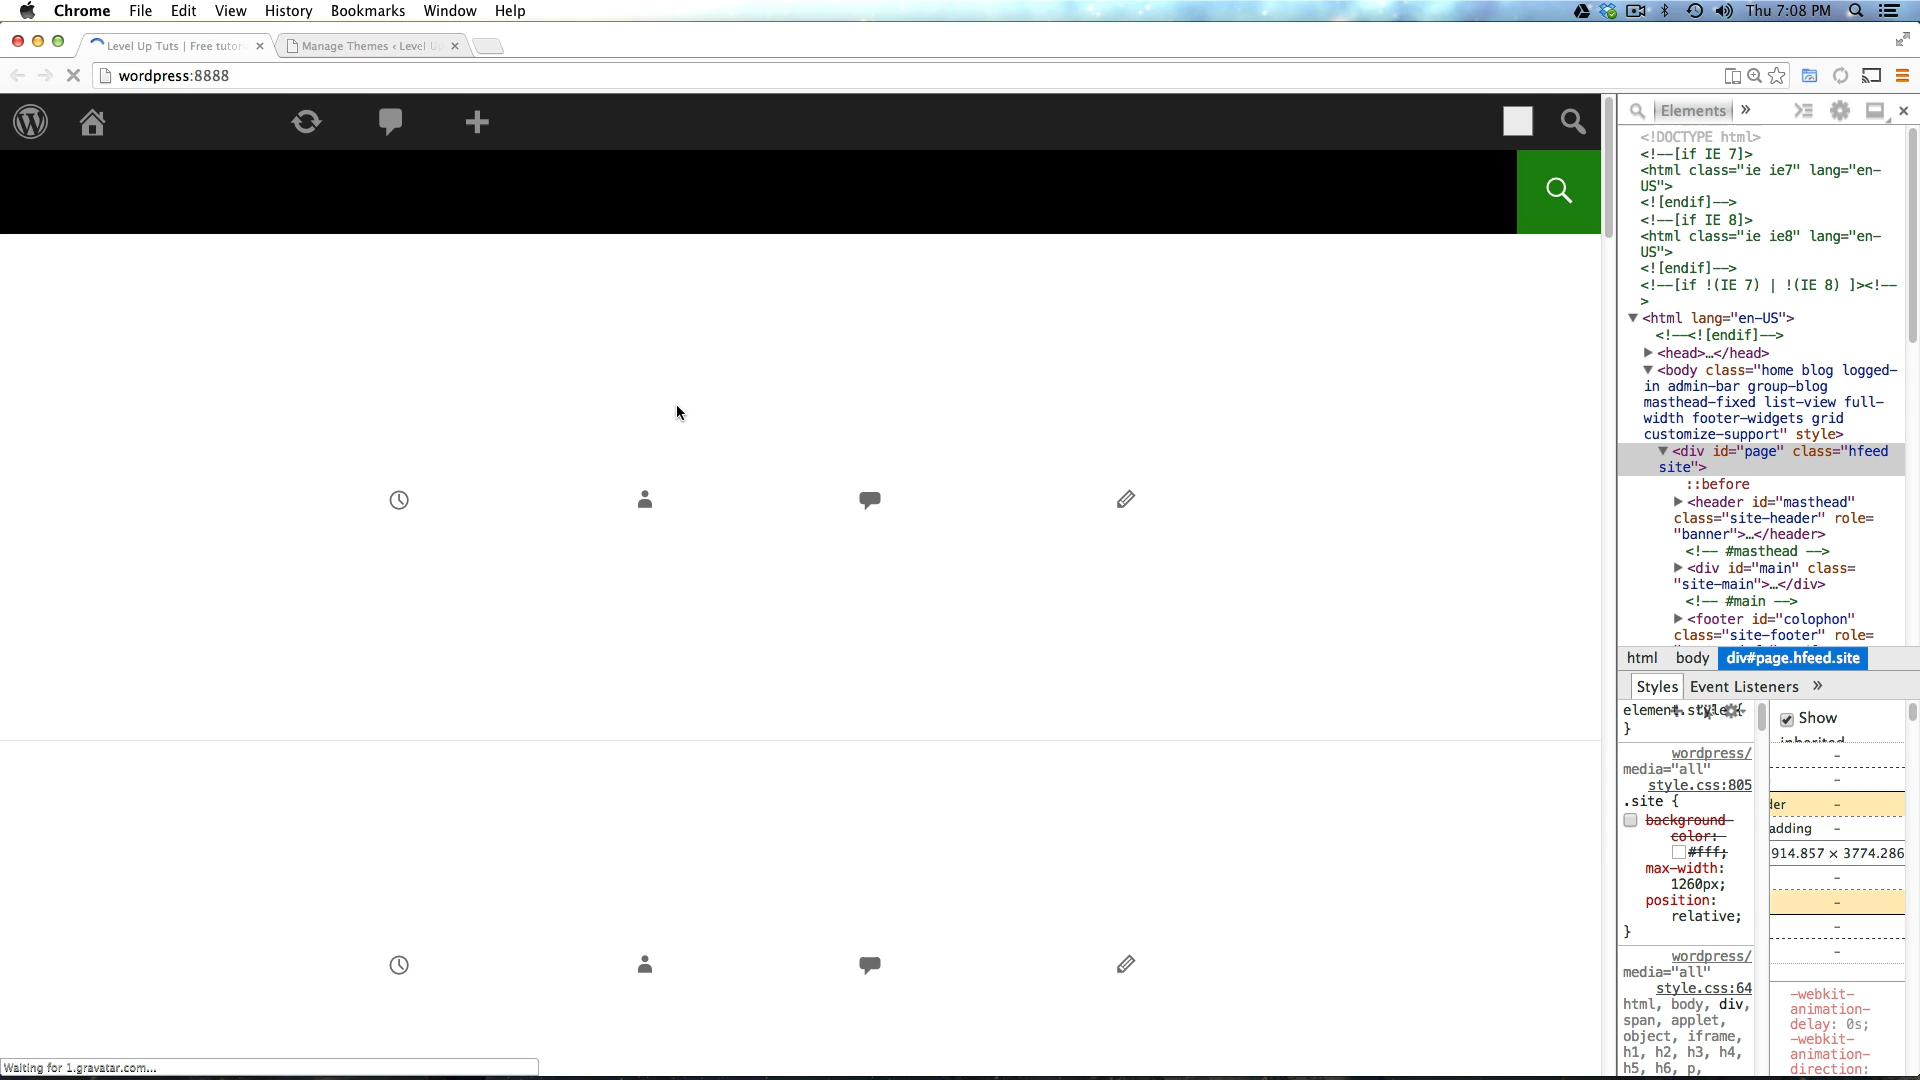 Chrome File Edit View History Bookmarks Window Help Thu 7:08 PM
Level Up Tuts | Free tutori Manage Themes ‹ Level Up
wordpress:8888
Elements »
<!DOCTYPE html>
<!--[if IE 7]>
<html class="ie ie7" lang="en-
US">
<![endif]-->
<!--[if IE 8]>
<html class="ie ie8" lang="en-
US">
<![endif]-->
<!--[if !(IE 7) | !(IE 8) ]><!--
>
<html lang="en-US">
<!--<![endif]-->
<head>…</head>
<body class="home blog logged-
in admin-bar group-blog
masthead-fixed list-view full-
width footer-widgets grid
customize-support" style>
<div id="page" class="hfeed
site">
::before
<header id="masthead"
class="site-header" role=
"banner">…</header>
<!-- #masthead -->
<div id="main" class=
"site-main">…</div>
<!-- #main -->
<footer id="colophon"
class="site-footer" role=
html body div#page.hfeed.site
Styles Event Listeners »
element.style {
}
wordpress/
media="all"
style.css:805
.site {
background-
color:
#fff;
max-width:
1260px;
position:
relative;
}
wordpress/
media="all"
style.css:64
html, body, div,
span, applet,
object, iframe,
h1, h2, h3, h4,
h5, h6, p,
Show
inherited
-
-
der -
adding -
914.857 × 3774.286
-
-
-
-
-webkit-
animation-
delay: 0s;
-webkit-
animation-
direction:
Waiting for 1.gravatar.com...